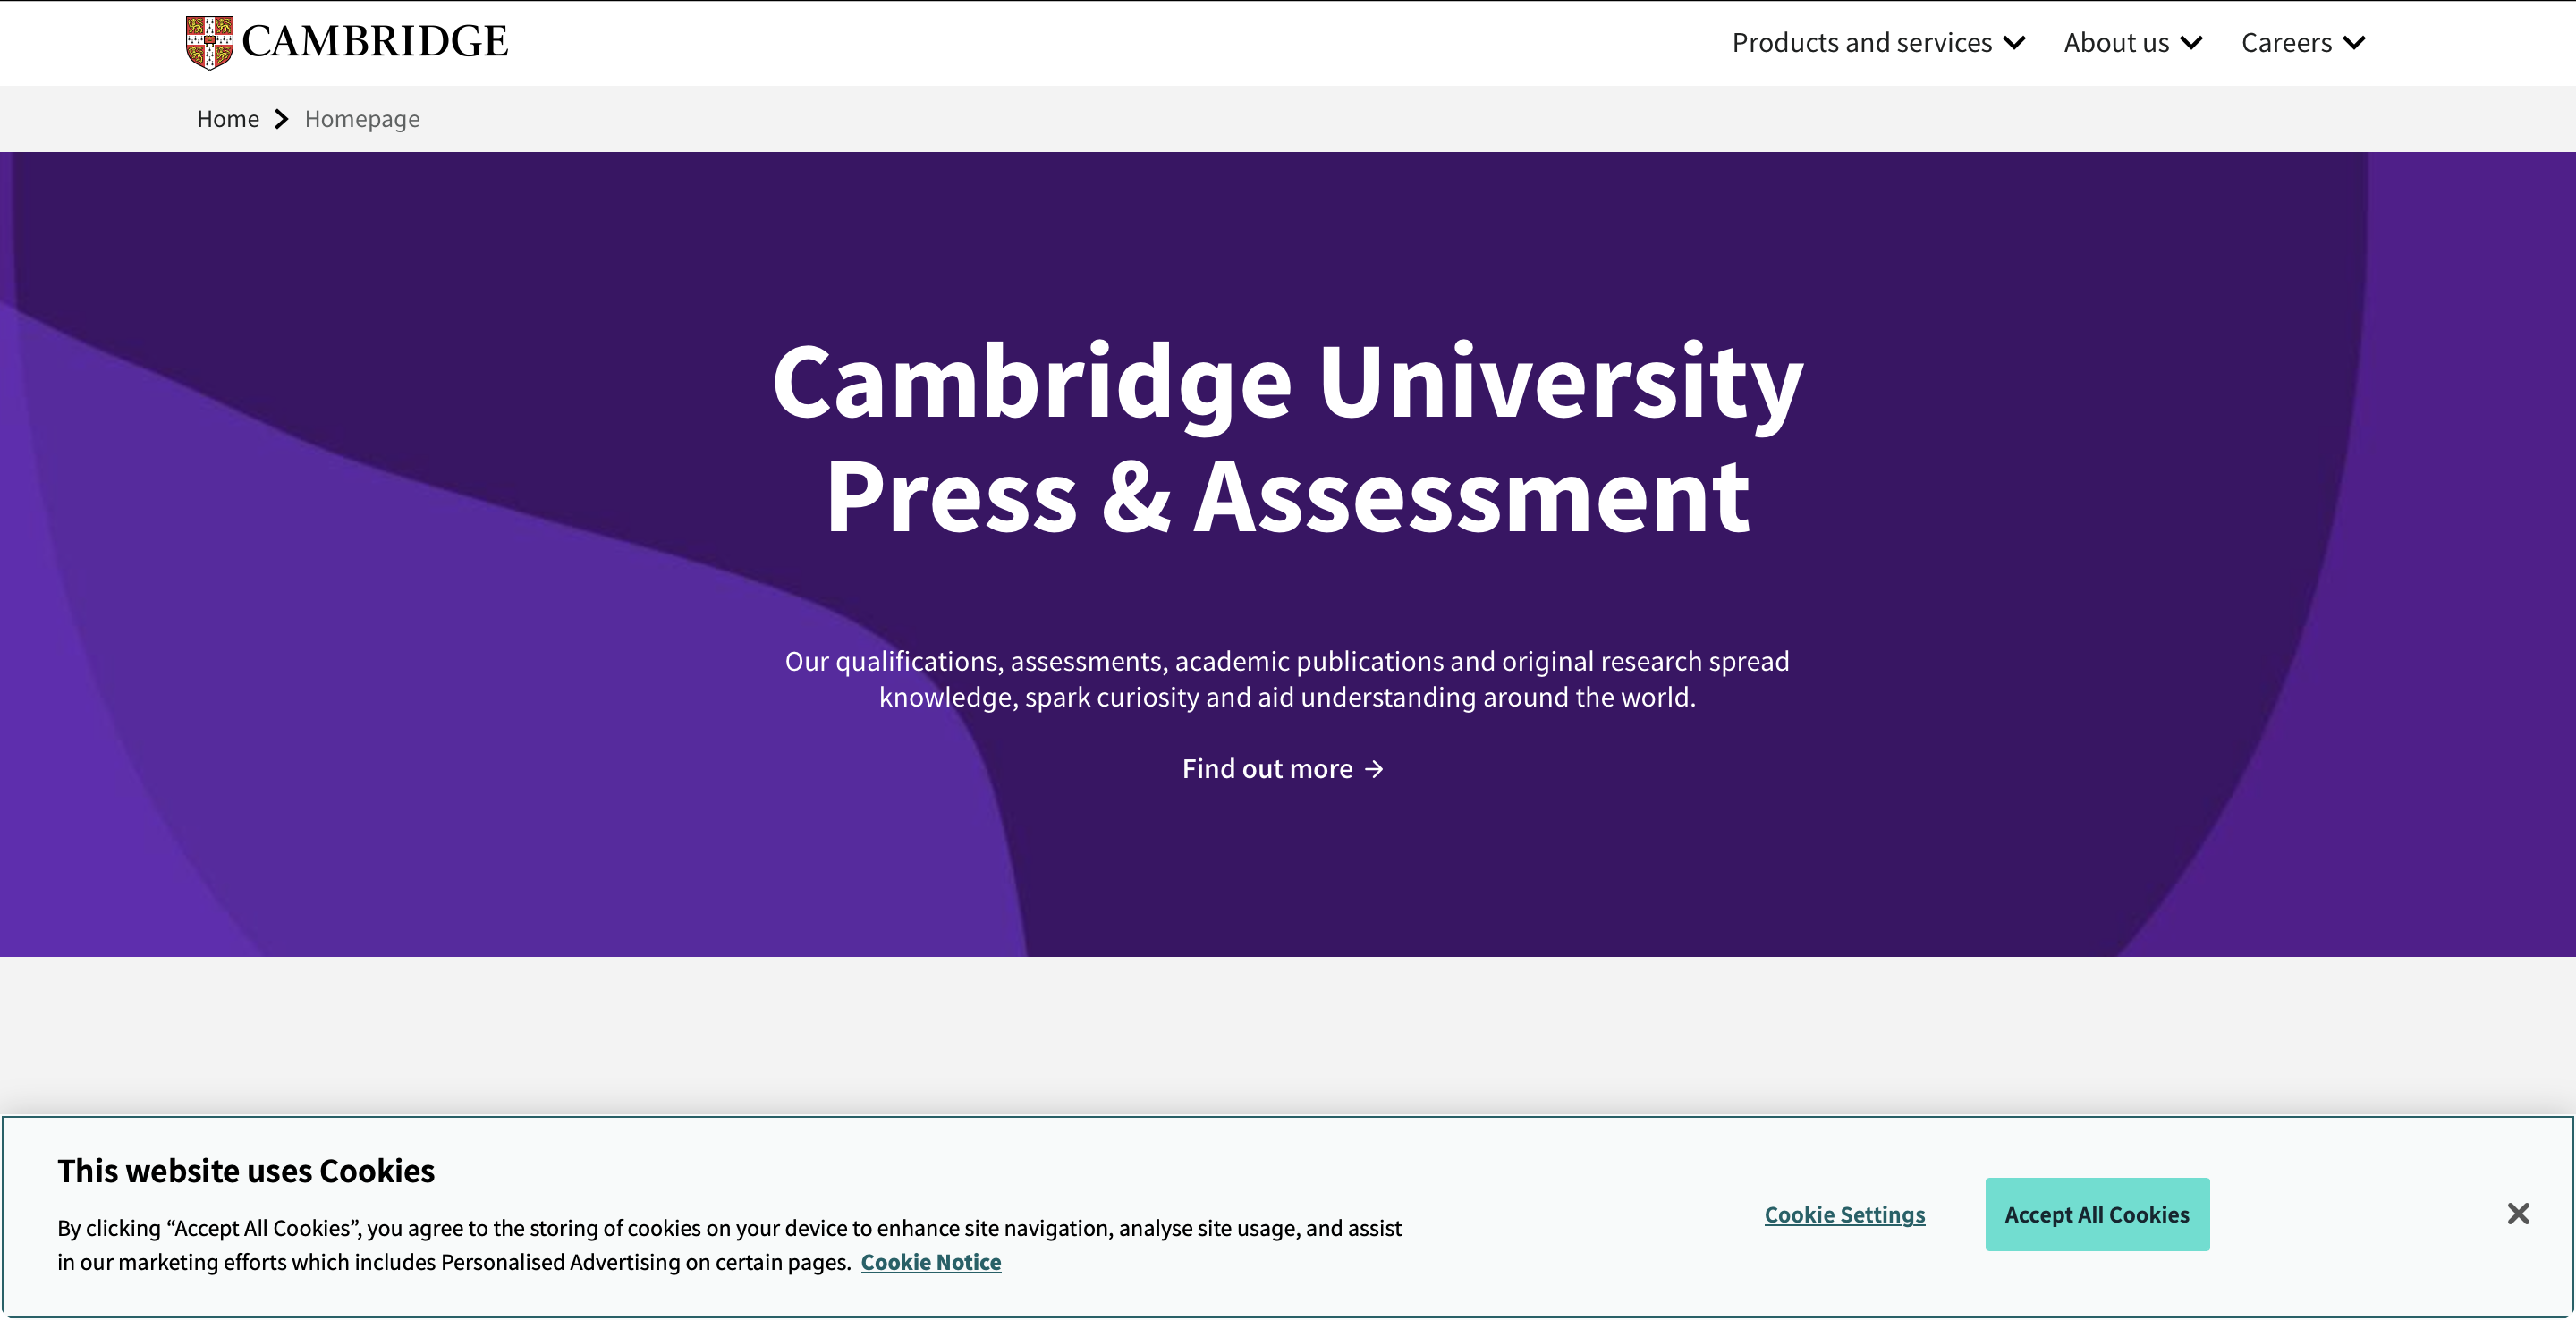 CAMBRIDGE
Products and services
About us
Careers
Home
Homepage
Cambridge University
Press & Assessment
Our qualifications, assessments, academic publications and original research spread
knowledge, spark curiosity and aid understanding around the world.
Find out more →
This website uses Cookies
By clicking “Accept All Cookies”, you agree to the storing of cookies on your device to enhance site navigation, analyse site usage, and assist
in our marketing efforts which includes Personalised Advertising on certain pages. Cookie Notice
Cookie Settings
Accept All Cookies